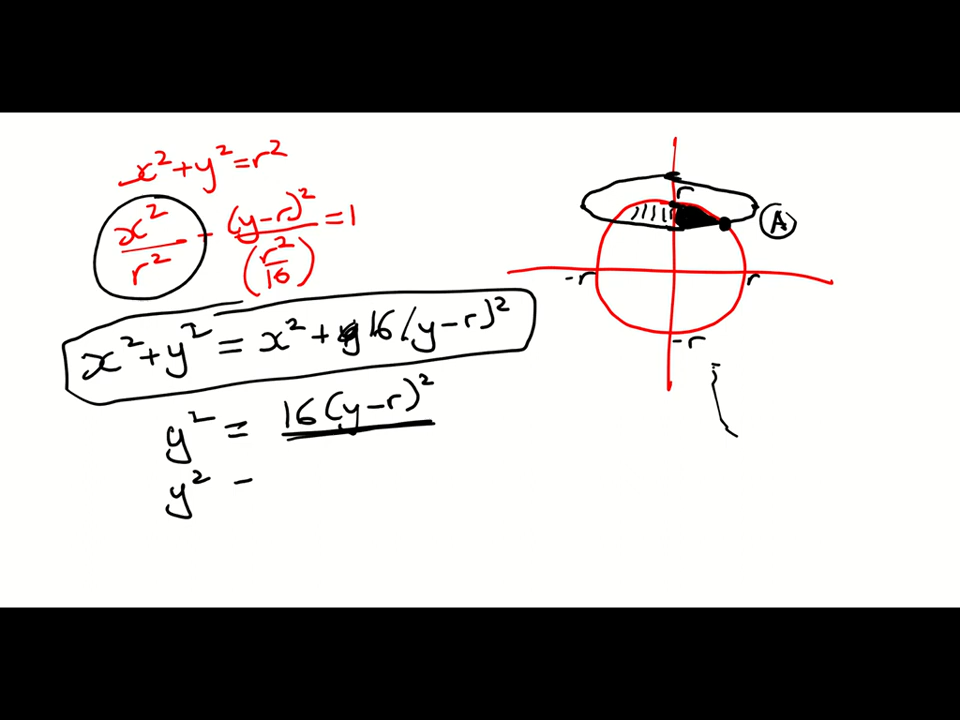 x² + y² = r²
x²/r² - (y-r)²/(r²/16) = 1
x² + y² = x² + 16(y-r)²
y² = 16(y-r)²
y² =
r
A
-r
r
-r